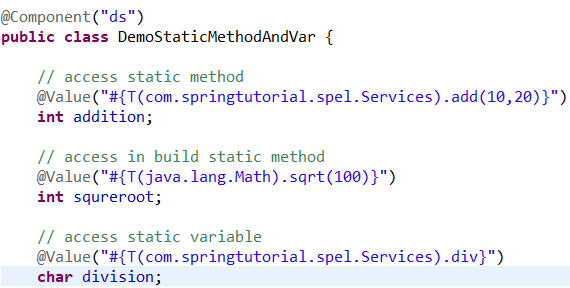 @Component("ds")
public class DemoStaticMethodAndVar {
// access static method
@Value("#{T(com.springtutorial.spel.Services).add(10,20)}")
int addition;
// access in build static method
@Value("#{T(java.lang.Math).sqrt(100)}")
int squreroot;
// access static variable
@Value("#{T(com.springtutorial.spel.Services).div}")
char division;